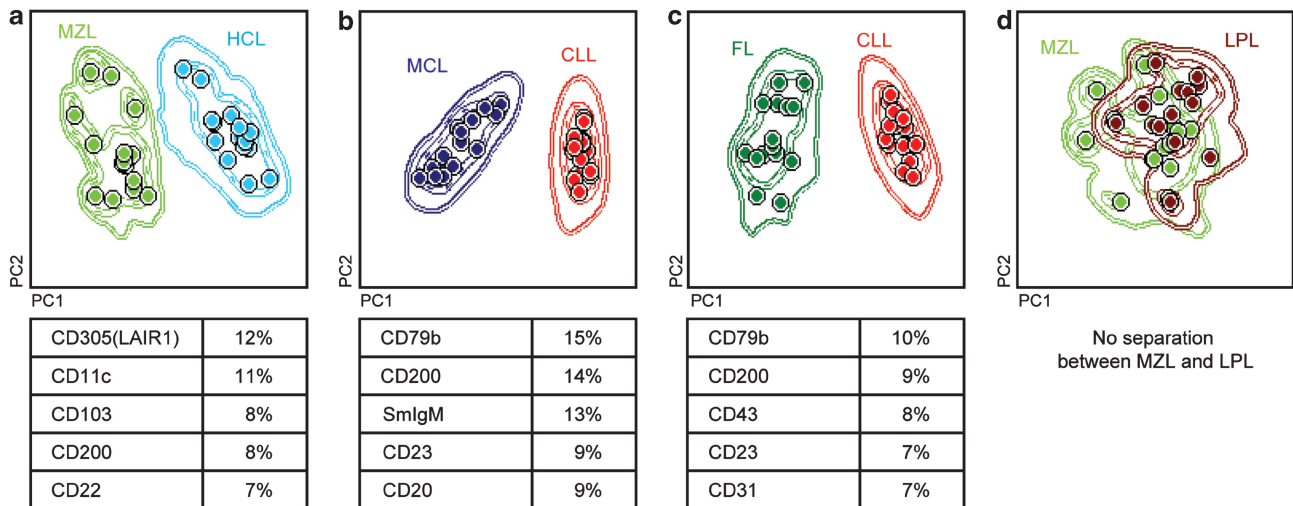 a
MZL
HCL
PC2
PC1
CD305(LAIR1) 12%
CD11c 11%
CD103 8%
CD200 8%
CD22 7%
b
MCL
CLL
PC2
PC1
CD79b 15%
CD200 14%
SmIgM 13%
CD23 9%
CD20 9%
c
FL
CLL
PC2
PC1
CD79b 10%
CD200 9%
CD43 8%
CD23 7%
CD31 7%
d
MZL
LPL
PC2
PC1
No separation
between MZL and LPL